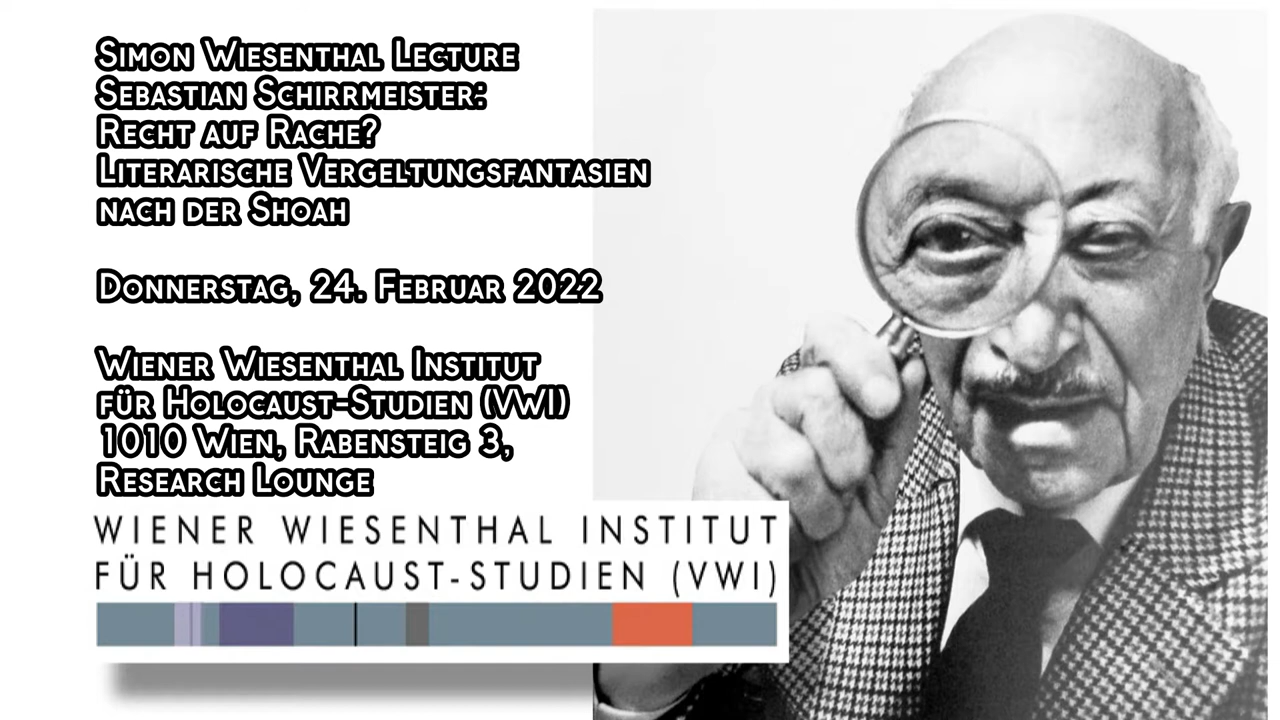 Simon Wiesenthal Lecture
Sebastian Schirrmeister:
Recht auf Rache?
Literarische Vergeltungsfantasien
nach der Shoah
Donnerstag, 24. Februar 2022
Wiener Wiesenthal Institut
für Holocaust-Studien (VWI)
1010 Wien, Rabensteig 3,
Research Lounge
WIENER WIESENTHAL INSTITUT
FÜR HOLOCAUST-STUDIEN (VWI)